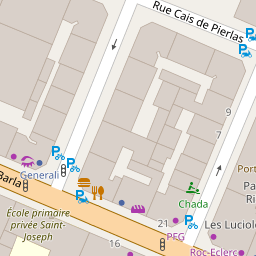 Rue Cais de Pierlas
9
7
Generali
Barla
Port
Chada
Pa
Ri
École primaire
privée Saint-
Joseph
21
16
PFG
Les Luciol
Roc-Eclerc